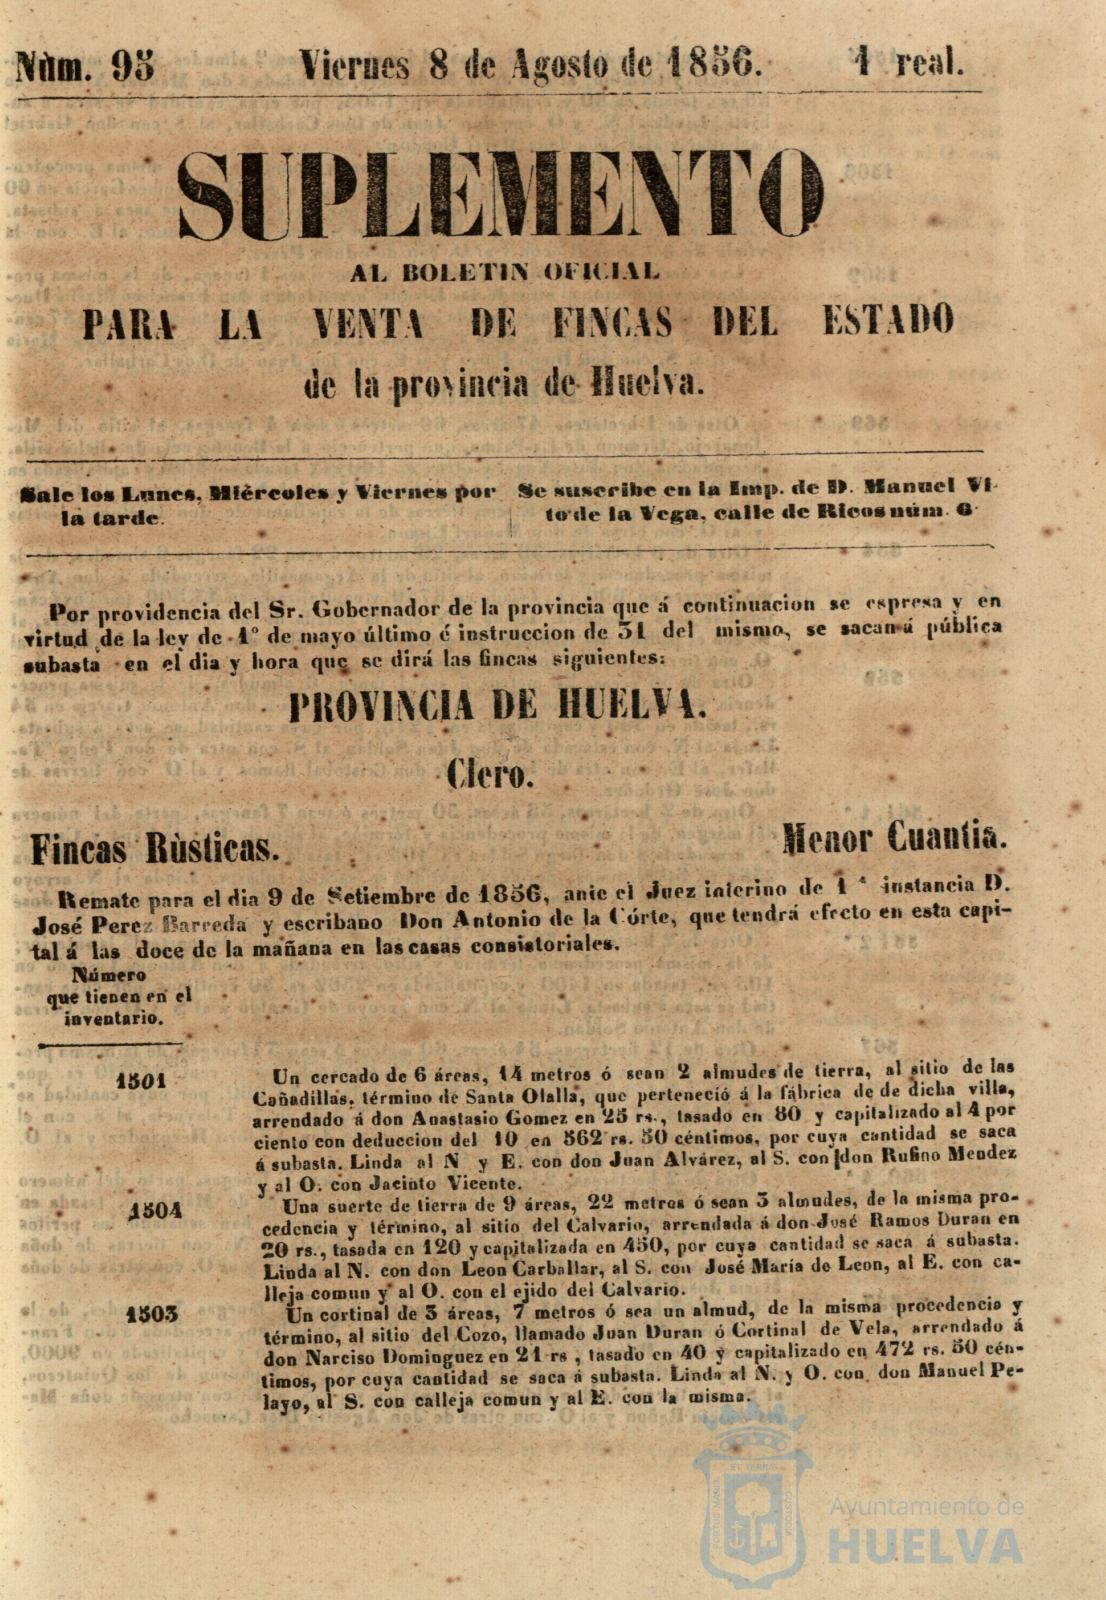 Nùm. 95 Viernes 8 de Agosto de 1856. 1 real.
SUPLEMENTO
AL BOLETIN OFICIAL
PARA LA VENTA DE FINCAS DEL ESTADO
de la provincia de Huelva.
Sale los Lunes, Miércoles y Viernes por
la tarde.
Se suscribe en la Imp. de D. Manuel Vi-
to de la Vega, calle de Ricos núm. 6
Por providencia del Sr. Gobernador de la provincia que á continuacion se espresa y en
virtud de la ley de 1º de mayo último é instruccion de 31 del mismo, se sacan á pública
subasta en el dia y hora que se dirá las fincas siguientes:
PROVINCIA DE HUELVA.
Clero.
Fincas Rùsticas. Menor Cuantia.
Remate para el dia 9 de Setiembre de 1856, ante el Juez interino de 1ª instancia D.
José Perez Barreda y escribano Don Antonio de la Córte, que tendrá efecto en esta capi-
tal á las doce de la mañana en las casas consistoriales.
Número
que tienen en el
inventario.
1501 Un cercado de 6 áreas, 14 metros ó sean 2 almudes de tierra, al sitio de las
Cañadillas, término de Santa Olalla, que perteneció á la fábrica de de dicha villa,
arrendado á don Anastasio Gomez en 25 rs., tasado en 80 y capitalizado al 4 por
ciento con deduccion del 10 en 562 rs. 50 céntimos, por cuya cantidad se saca
á subasta. Linda al N y E. con don Juan Alvárez, al S. con don Rufino Mendez
y al O. con Jacinto Vicente.
1504 Una suerte de tierra de 9 áreas, 22 metros ó sean 3 almudes, de la misma pro-
cedencia y término, al sitio del Calvario, arrendada á don José Ramos Duran en
20 rs., tasada en 120 y capitalizada en 450, por cuya cantidad se saca á subasta.
Linda al N. con don Leon Carballar, al S. con José María de Leon, al E. con ca-
lleja comun y al O. con el ejido del Calvario.
1503 Un cortinal de 3 áreas, 7 metros ó sea un almud, de la misma procedencia y
término, al sitio del Cozo, llamado Juan Duran ó Cortinal de Vela, arrendado á
don Narciso Dominguez en 21 rs , tasado en 40 y capitalizado en 472 rs. 50 cén-
timos, por cuya cantidad se saca á subasta. Linda al N. y O. con don Manuel Pe-
layo, al S. con calleja comun y al E. con la misma.
Ayuntamiento de
HUELVA